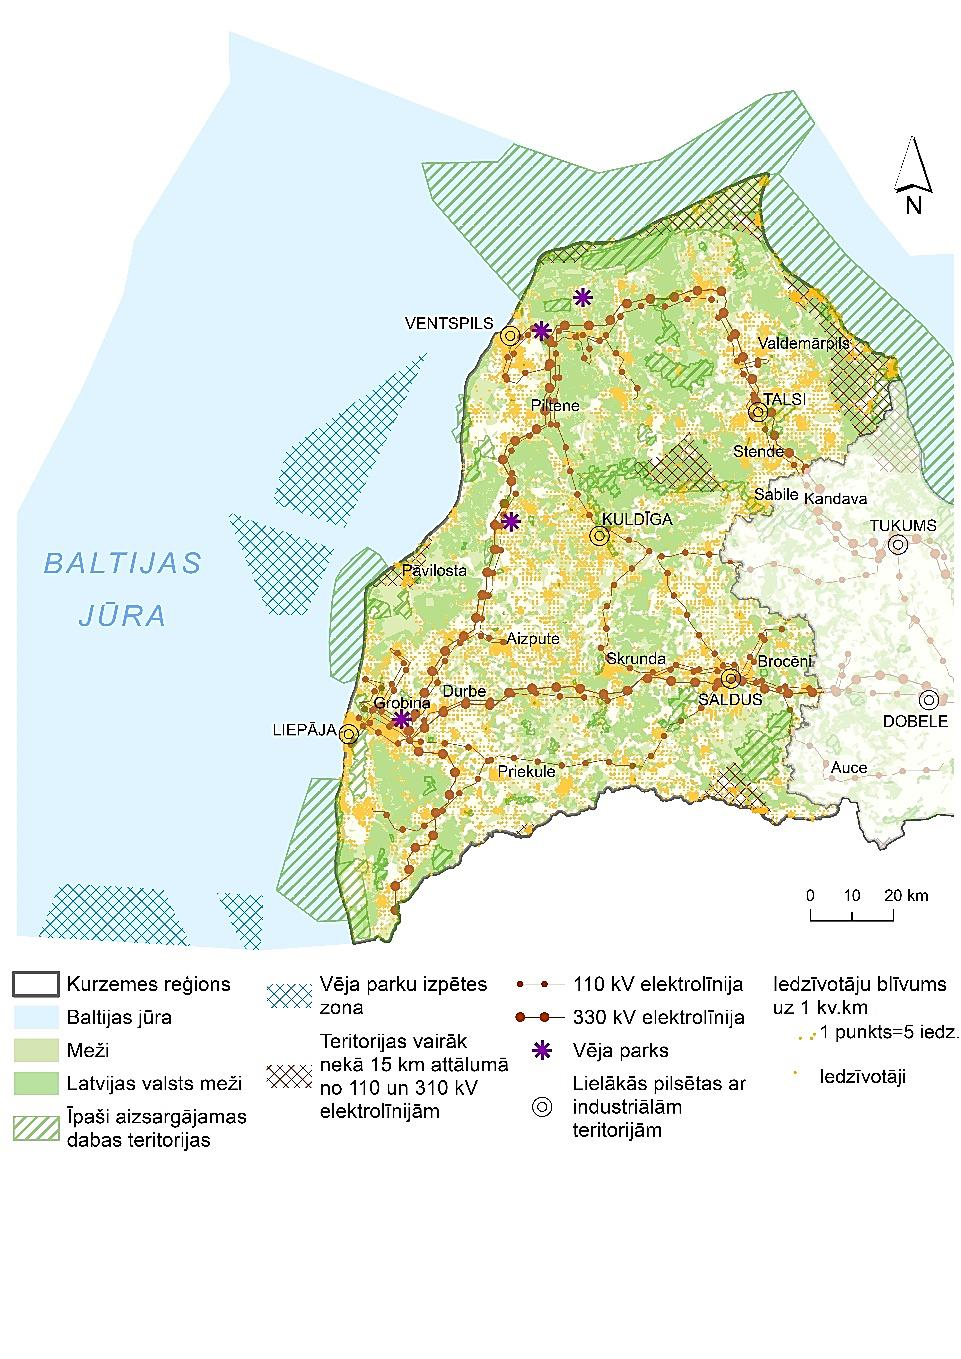 N
VENTSPILS
Valdemārpils
Piltene
TALSI
Stende
Sabile
Kandava
KULDĪGA
TUKUMS
BALTIJAS
JŪRA
Pāvilosta
Aizpute
Skrunda
Brocēni
Durbe
Grobiņa
SALDUS
LIEPĀJA
DOBELE
Priekule
Auce
0 10 20 km
Kurzemes reģions
Baltijas jūra
Meži
Latvijas valsts meži
Īpaši aizsargājamas
dabas teritorijas
Vēja parku izpētes
zona
Teritorijas vairāk
nekā 15 km attālumā
no 110 un 310 kV
elektrolīnijām
110 kV elektrolīnija
330 kV elektrolīnija
Vēja parks
Lielākās pilsētas ar
industriālām
teritorijām
Iedzīvotāju blīvums
uz 1 kv.km
1 punkts=5 iedz.
Iedzīvotāji